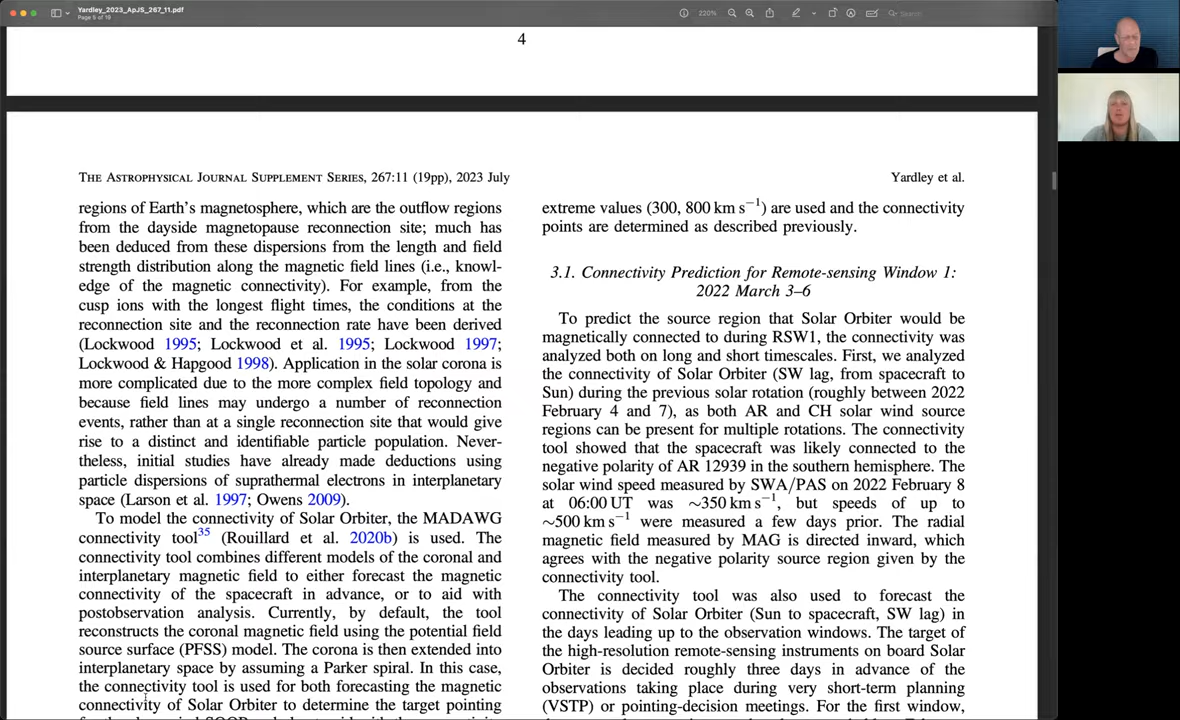 Yardley_2023_ApJS_267_11.pdf
Page 5 of 19
220%
Search
4
THE ASTROPHYSICAL JOURNAL SUPPLEMENT SERIES, 267:11 (19pp), 2023 July
Yardley et al.
regions of Earth's magnetosphere, which are the outflow regions
from the dayside magnetopause reconnection site; much has
been deduced from these dispersions from the length and field
strength distribution along the magnetic field lines (i.e., knowl-
edge of the magnetic connectivity). For example, from the
cusp ions with the longest flight times, the conditions at the
reconnection site and the reconnection rate have been derived
(Lockwood 1995; Lockwood et al. 1995; Lockwood 1997;
Lockwood & Hapgood 1998). Application in the solar corona is
more complicated due to the more complex field topology and
because field lines may undergo a number of reconnection
events, rather than at a single reconnection site that would give
rise to a distinct and identifiable particle population. Never-
theless, initial studies have already made deductions using
particle dispersions of suprathermal electrons in interplanetary
space (Larson et al. 1997; Owens 2009).
To model the connectivity of Solar Orbiter, the MADAWG
connectivity tool³⁵ (Rouillard et al. 2020b) is used. The
connectivity tool combines different models of the coronal and
interplanetary magnetic field to either forecast the magnetic
connectivity of the spacecraft in advance, or to aid with
postobservation analysis. Currently, by default, the tool
reconstructs the coronal magnetic field using the potential field
source surface (PFSS) model. The corona is then extended into
interplanetary space by assuming a Parker spiral. In this case,
the connectivity tool is used for both forecasting the magnetic
connectivity of Solar Orbiter to determine the target pointing
extreme values (300, 800 km s⁻¹) are used and the connectivity
points are determined as described previously.
3.1. Connectivity Prediction for Remote-sensing Window 1:
2022 March 3–6
To predict the source region that Solar Orbiter would be
magnetically connected to during RSW1, the connectivity was
analyzed both on long and short timescales. First, we analyzed
the connectivity of Solar Orbiter (SW lag, from spacecraft to
Sun) during the previous solar rotation (roughly between 2022
February 4 and 7), as both AR and CH solar wind source
regions can be present for multiple rotations. The connectivity
tool showed that the spacecraft was likely connected to the
negative polarity of AR 12939 in the southern hemisphere. The
solar wind speed measured by SWA/PAS on 2022 February 8
at 06:00 UT was ~350 km s⁻¹, but speeds of up to
~500 km s⁻¹ were measured a few days prior. The radial
magnetic field measured by MAG is directed inward, which
agrees with the negative polarity source region given by the
connectivity tool.
The connectivity tool was also used to forecast the
connectivity of Solar Orbiter (Sun to spacecraft, SW lag) in
the days leading up to the observation windows. The target of
the high-resolution remote-sensing instruments on board Solar
Orbiter is decided roughly three days in advance of the
observations taking place during very short-term planning
(VSTP) or pointing-decision meetings. For the first window,